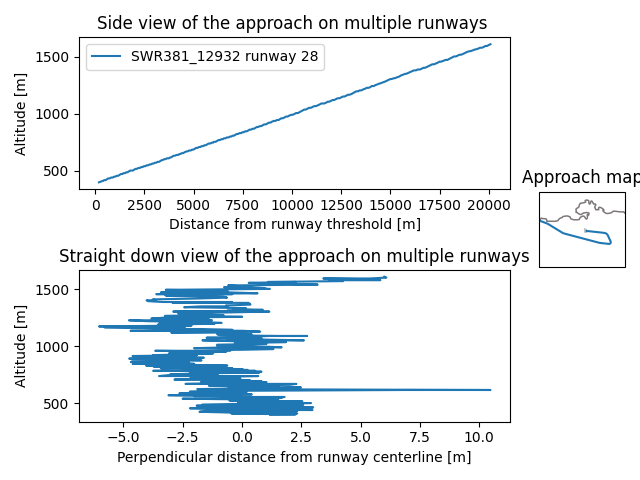 Side view of the approach on multiple runways
1500
1000
500
Altitude [m]
SWR381_12932 runway 28
0 2500 5000 7500 10000 12500 15000 17500 20000
Distance from runway threshold [m]
Approach map
Straight down view of the approach on multiple runways
1500
1000
500
Altitude [m]
−5.0 −2.5 0.0 2.5 5.0 7.5 10.0
Perpendicular distance from runway centerline [m]